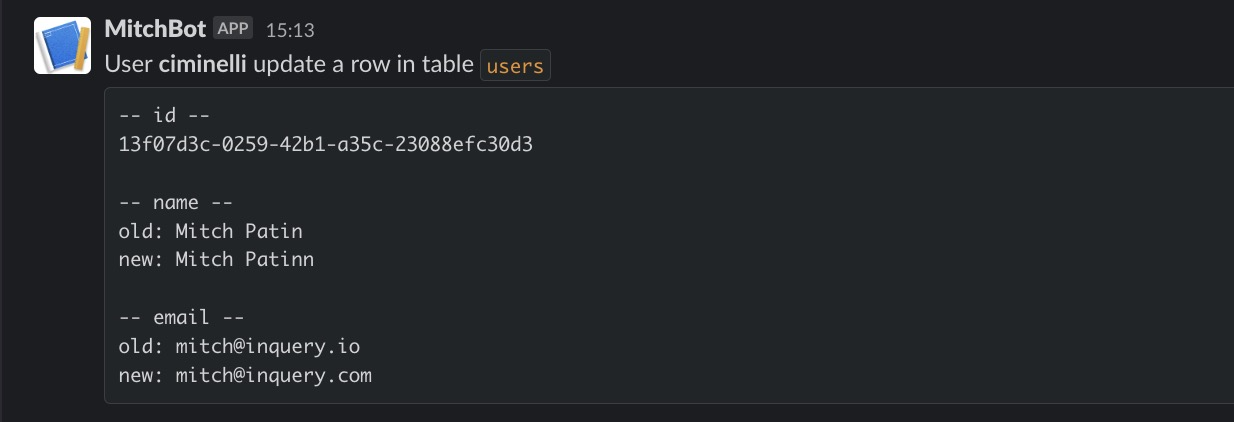 MitchBot APP 15:13
User ciminelli update a row in table users
-- id --
13f07d3c-0259-42b1-a35c-23088efc30d3
-- name --
old: Mitch Patin
new: Mitch Patinn
-- email --
old: mitch@inquery.io
new: mitch@inquery.com